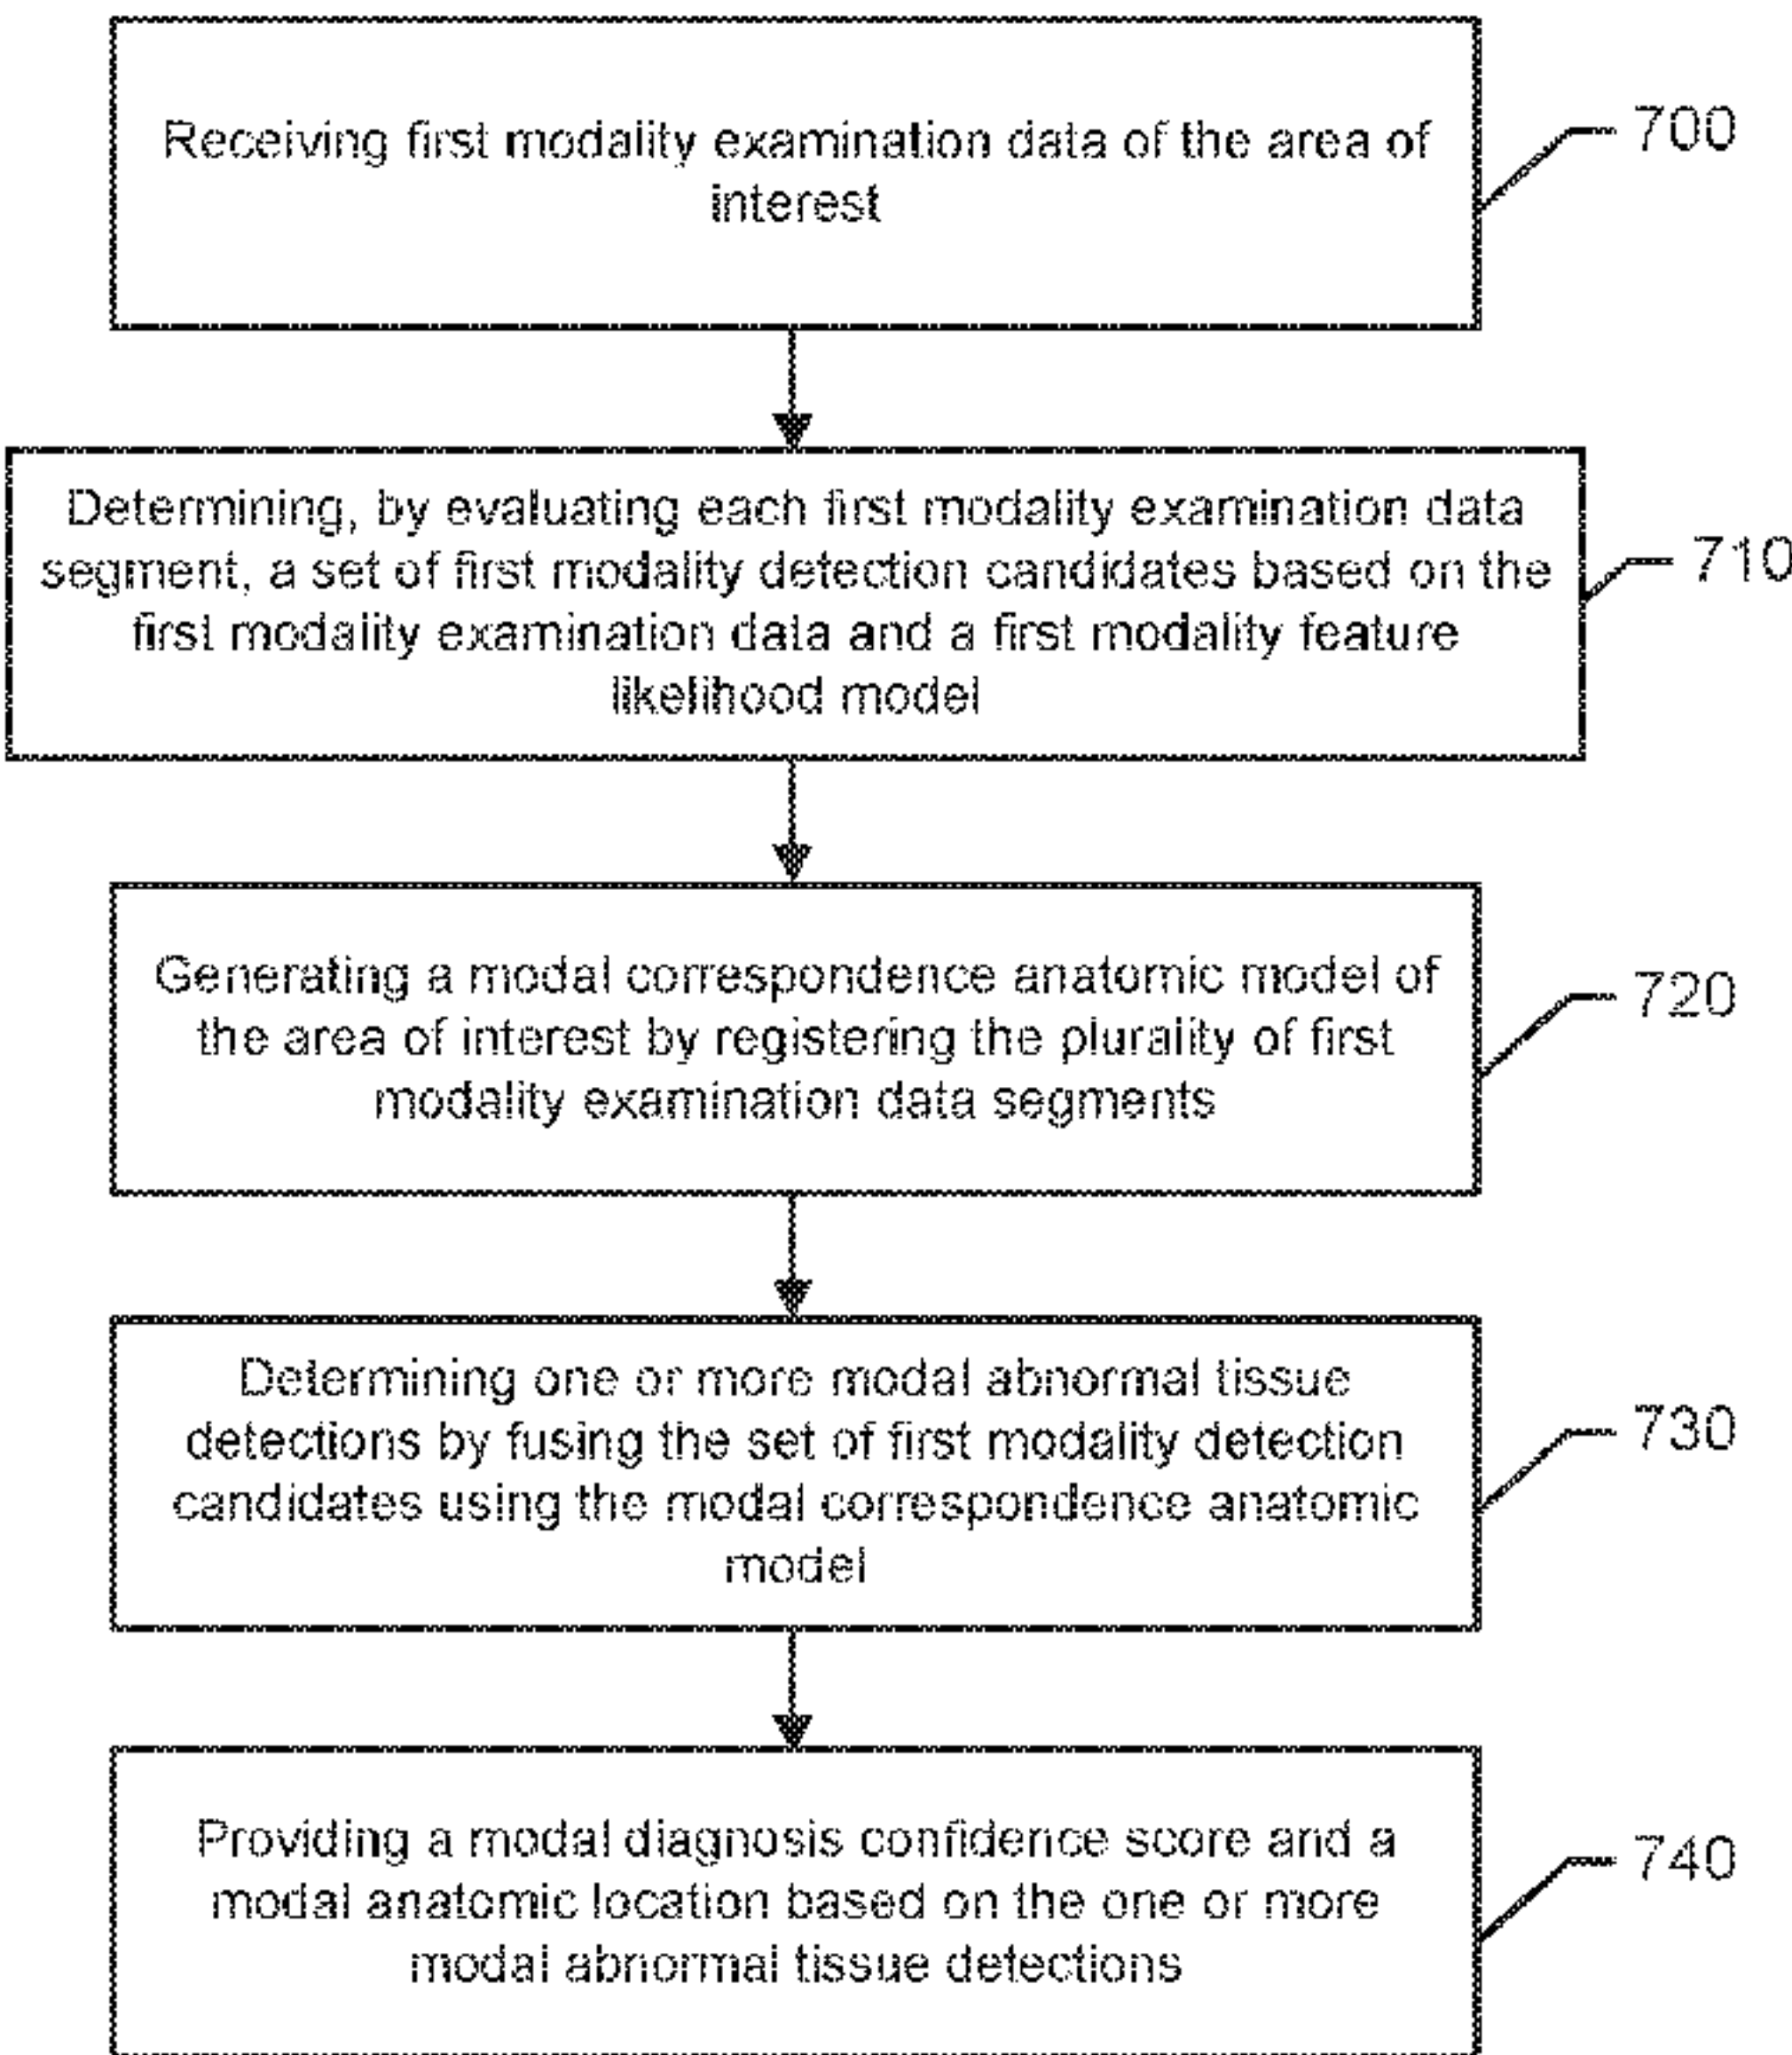 Receiving first modality examination data of the area of
interest
700
Determining, by evaluating each first modality examination data
segment, a set of first modality detection candidates based on the
first modality examination data and a first modality feature
likelihood model
710
Generating a modal correspondence anatomic model of
the area of interest by registering the plurality of first
modality examination data segments
720
Determining one or more modal abnormal tissue
detections by fusing the set of first modality detection
candidates using the modal correspondence anatomic
model
730
Providing a modal diagnosis confidence score and a
modal anatomic location based on the one or more
modal abnormal tissue detections
740